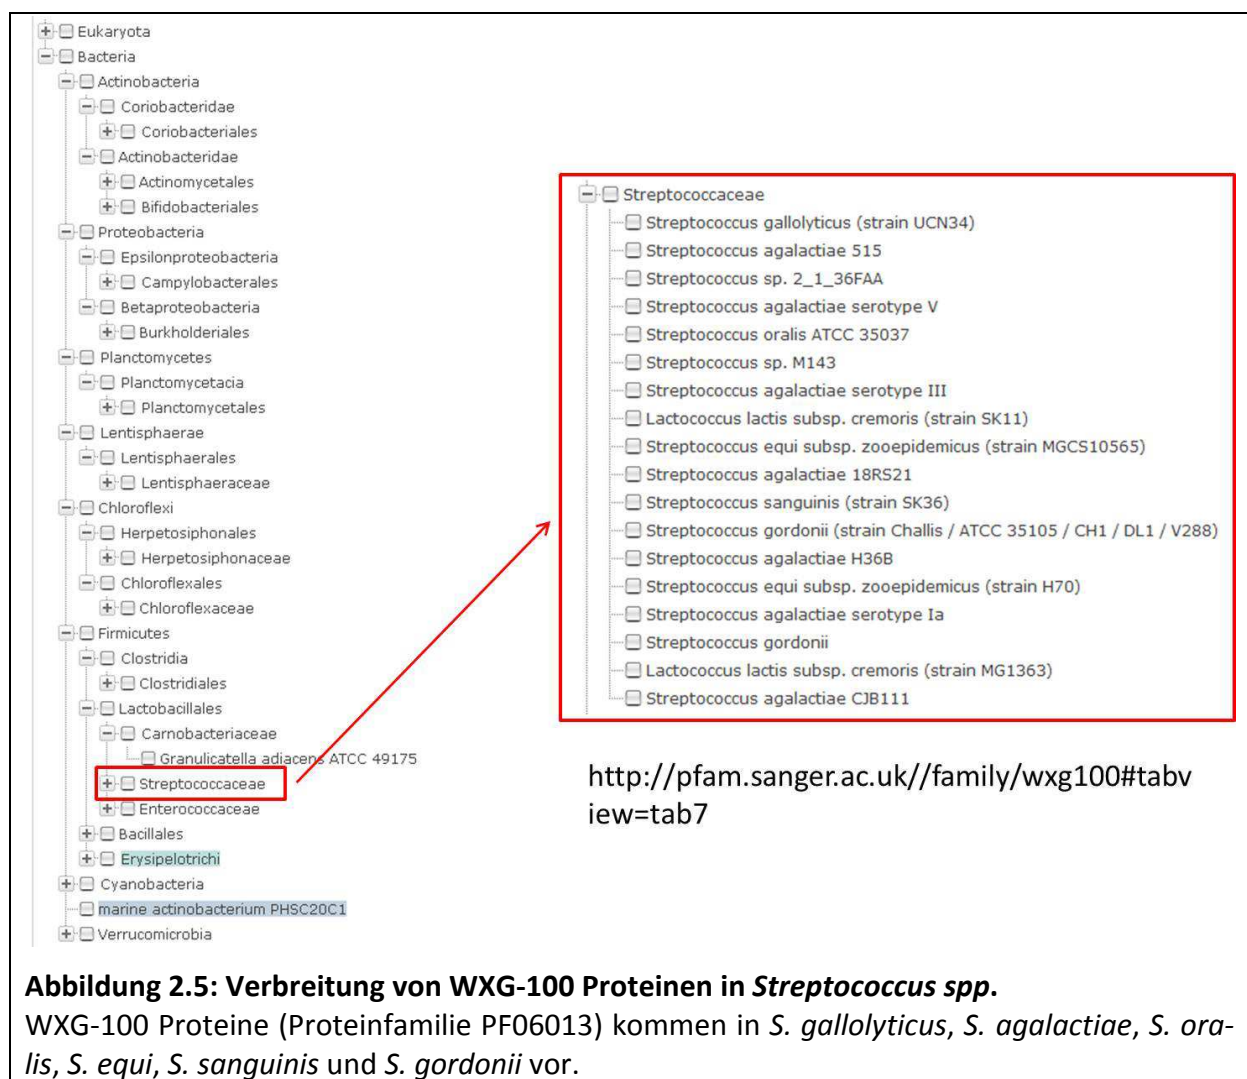 Eukaryota
Bacteria
Actinobacteria
Coriobacteridae
Coriobacteriales
Actinobacteridae
Actinomycetales
Bifidobacteriales
Proteobacteria
Epsilonproteobacteria
Campylobacterales
Betaproteobacteria
Burkholderiales
Planctomycetes
Planctomycetacia
Planctomycetales
Lentisphaerae
Lentisphaerales
Lentisphaeraceae
Chloroflexi
Herpetosiphonales
Herpetosiphonaceae
Chloroflexales
Chloroflexaceae
Firmicutes
Clostridia
Clostridiales
Lactobacillales
Carnobacteriaceae
Granulicatella adiacens ATCC 49175
Streptococcaceae
Enterococcaceae
Bacillales
Erysipelotrichi
Cyanobacteria
marine actinobacterium PHSC20C1
Verrucomicrobia
Streptococcaceae
Streptococcus gallolyticus (strain UCN34)
Streptococcus agalactiae 515
Streptococcus sp. 2_1_36FAA
Streptococcus agalactiae serotype V
Streptococcus oralis ATCC 35037
Streptococcus sp. M143
Streptococcus agalactiae serotype III
Lactococcus lactis subsp. cremoris (strain SK11)
Streptococcus equi subsp. zooepidemicus (strain MGCS10565)
Streptococcus agalactiae 18RS21
Streptococcus sanguinis (strain SK36)
Streptococcus gordonii (strain Challis / ATCC 35105 / CH1 / DL1 / V288)
Streptococcus agalactiae H36B
Streptococcus equi subsp. zooepidemicus (strain H70)
Streptococcus agalactiae serotype Ia
Streptococcus gordonii
Lactococcus lactis subsp. cremoris (strain MG1363)
Streptococcus agalactiae CJB111
http://pfam.sanger.ac.uk//family/wxg100#tabv
iew=tab7
Abbildung 2.5: Verbreitung von WXG-100 Proteinen in Streptococcus spp.
WXG-100 Proteine (Proteinfamilie PF06013) kommen in S. gallolyticus, S. agalactiae, S. ora-
lis, S. equi, S. sanguinis und S. gordonii vor.